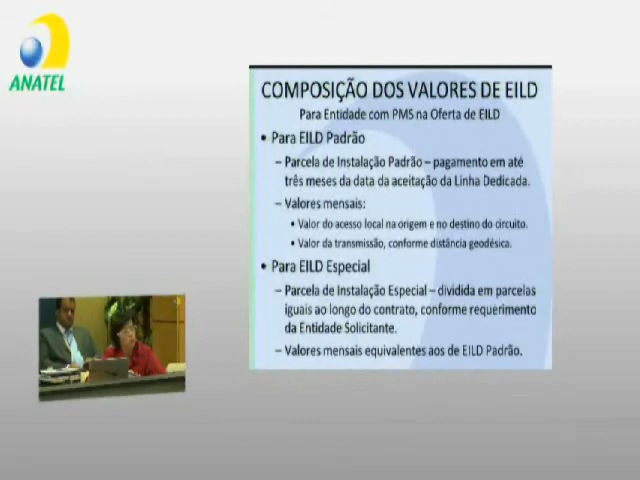 ANATEL
COMPOSIÇÃO DOS VALORES DE EILD
Para Entidade com PMS na Oferta de EILD
• Para EILD Padrão
– Parcela de Instalação Padrão – pagamento em até
três meses da data da aceitação da Linha Dedicada.
– Valores mensais:
• Valor do acesso local na origem e no destino do circuito.
• Valor da transmissão, conforme distância geodésica.
• Para EILD Especial
– Parcela de Instalação Especial – dividida em parcelas
iguais ao longo do contrato, conforme requerimento
da Entidade Solicitante.
– Valores mensais equivalentes aos de EILD Padrão.